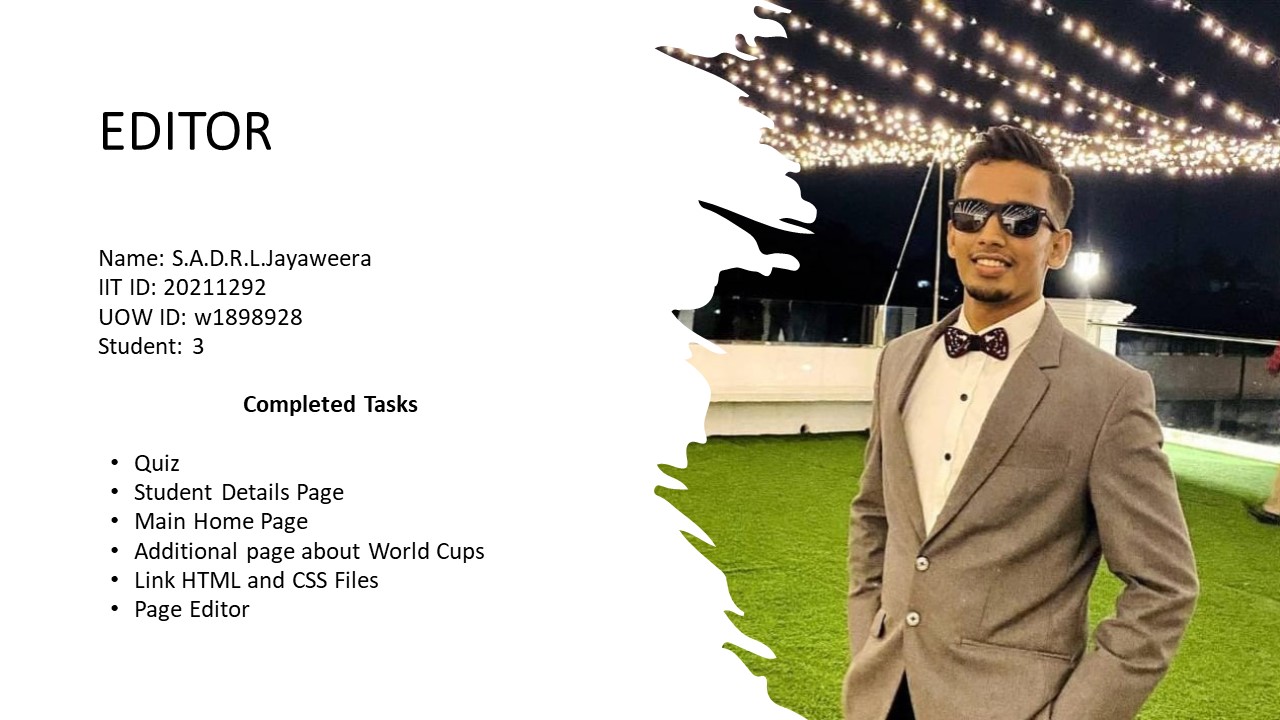 EDITOR
Name: S.A.D.R.L.Jayaweera
IIT ID: 20211292
UOW ID: w1898928
Student: 3
Completed Tasks
• Quiz
• Student Details Page
• Main Home Page
• Additional page about World Cups
• Link HTML and CSS Files
• Page Editor